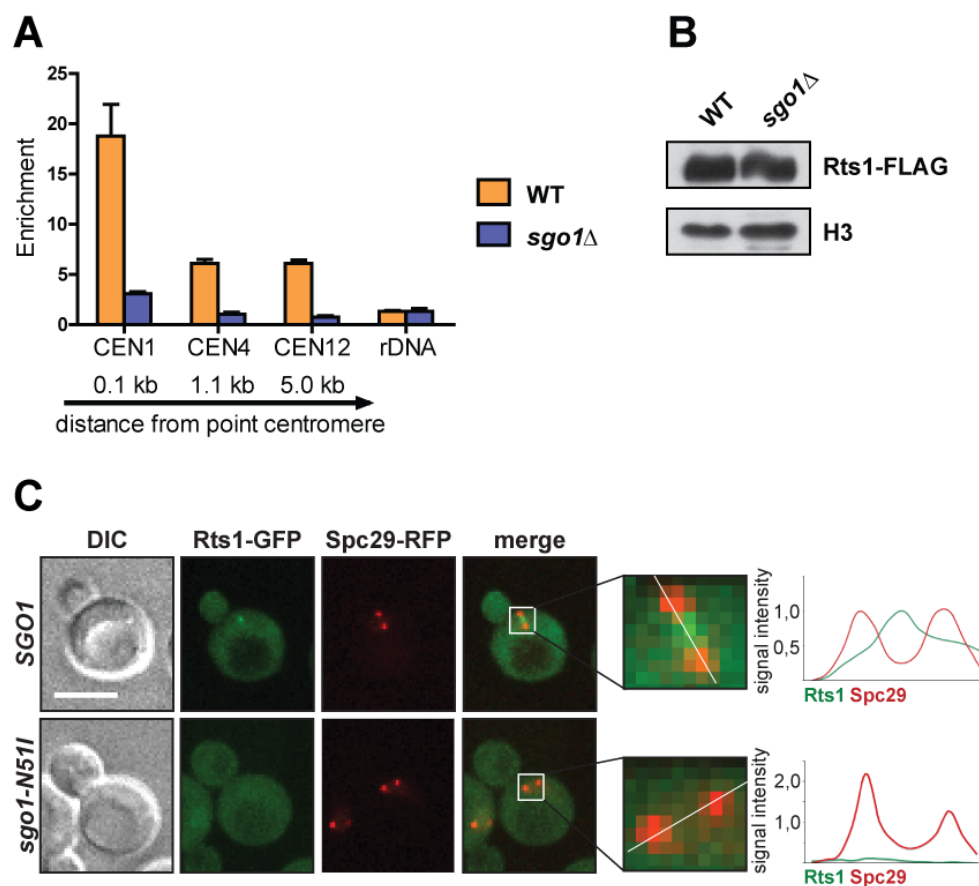 A
Enrichment
25
20
15
10
5
0
CEN1 CEN4 CEN12 rDNA
0.1 kb 1.1 kb 5.0 kb
distance from point centromere
WT
sgo1Δ
B
WT sgo1Δ
Rts1-FLAG
H3
C
DIC Rts1-GFP Spc29-RFP merge
SGO1
signal intensity
1,0
0,5
Rts1 Spc29
sgo1-N51I
signal intensity
2,0
1,0
Rts1 Spc29